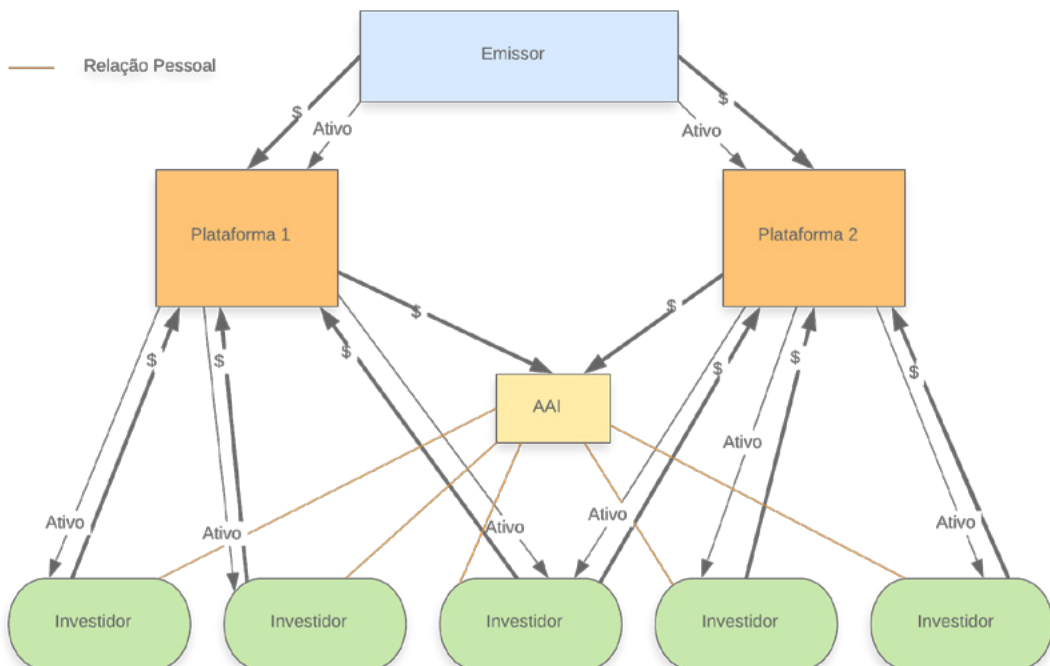 Emissor
Relação Pessoal
$
$
Ativo
Ativo
Plataforma 1
Plataforma 2
$
$
$
$
$
$
$
$
AAI
Ativo
Ativo
Ativo
Ativo
Ativo
Ativo
Investidor
Investidor
Investidor
Investidor
Investidor